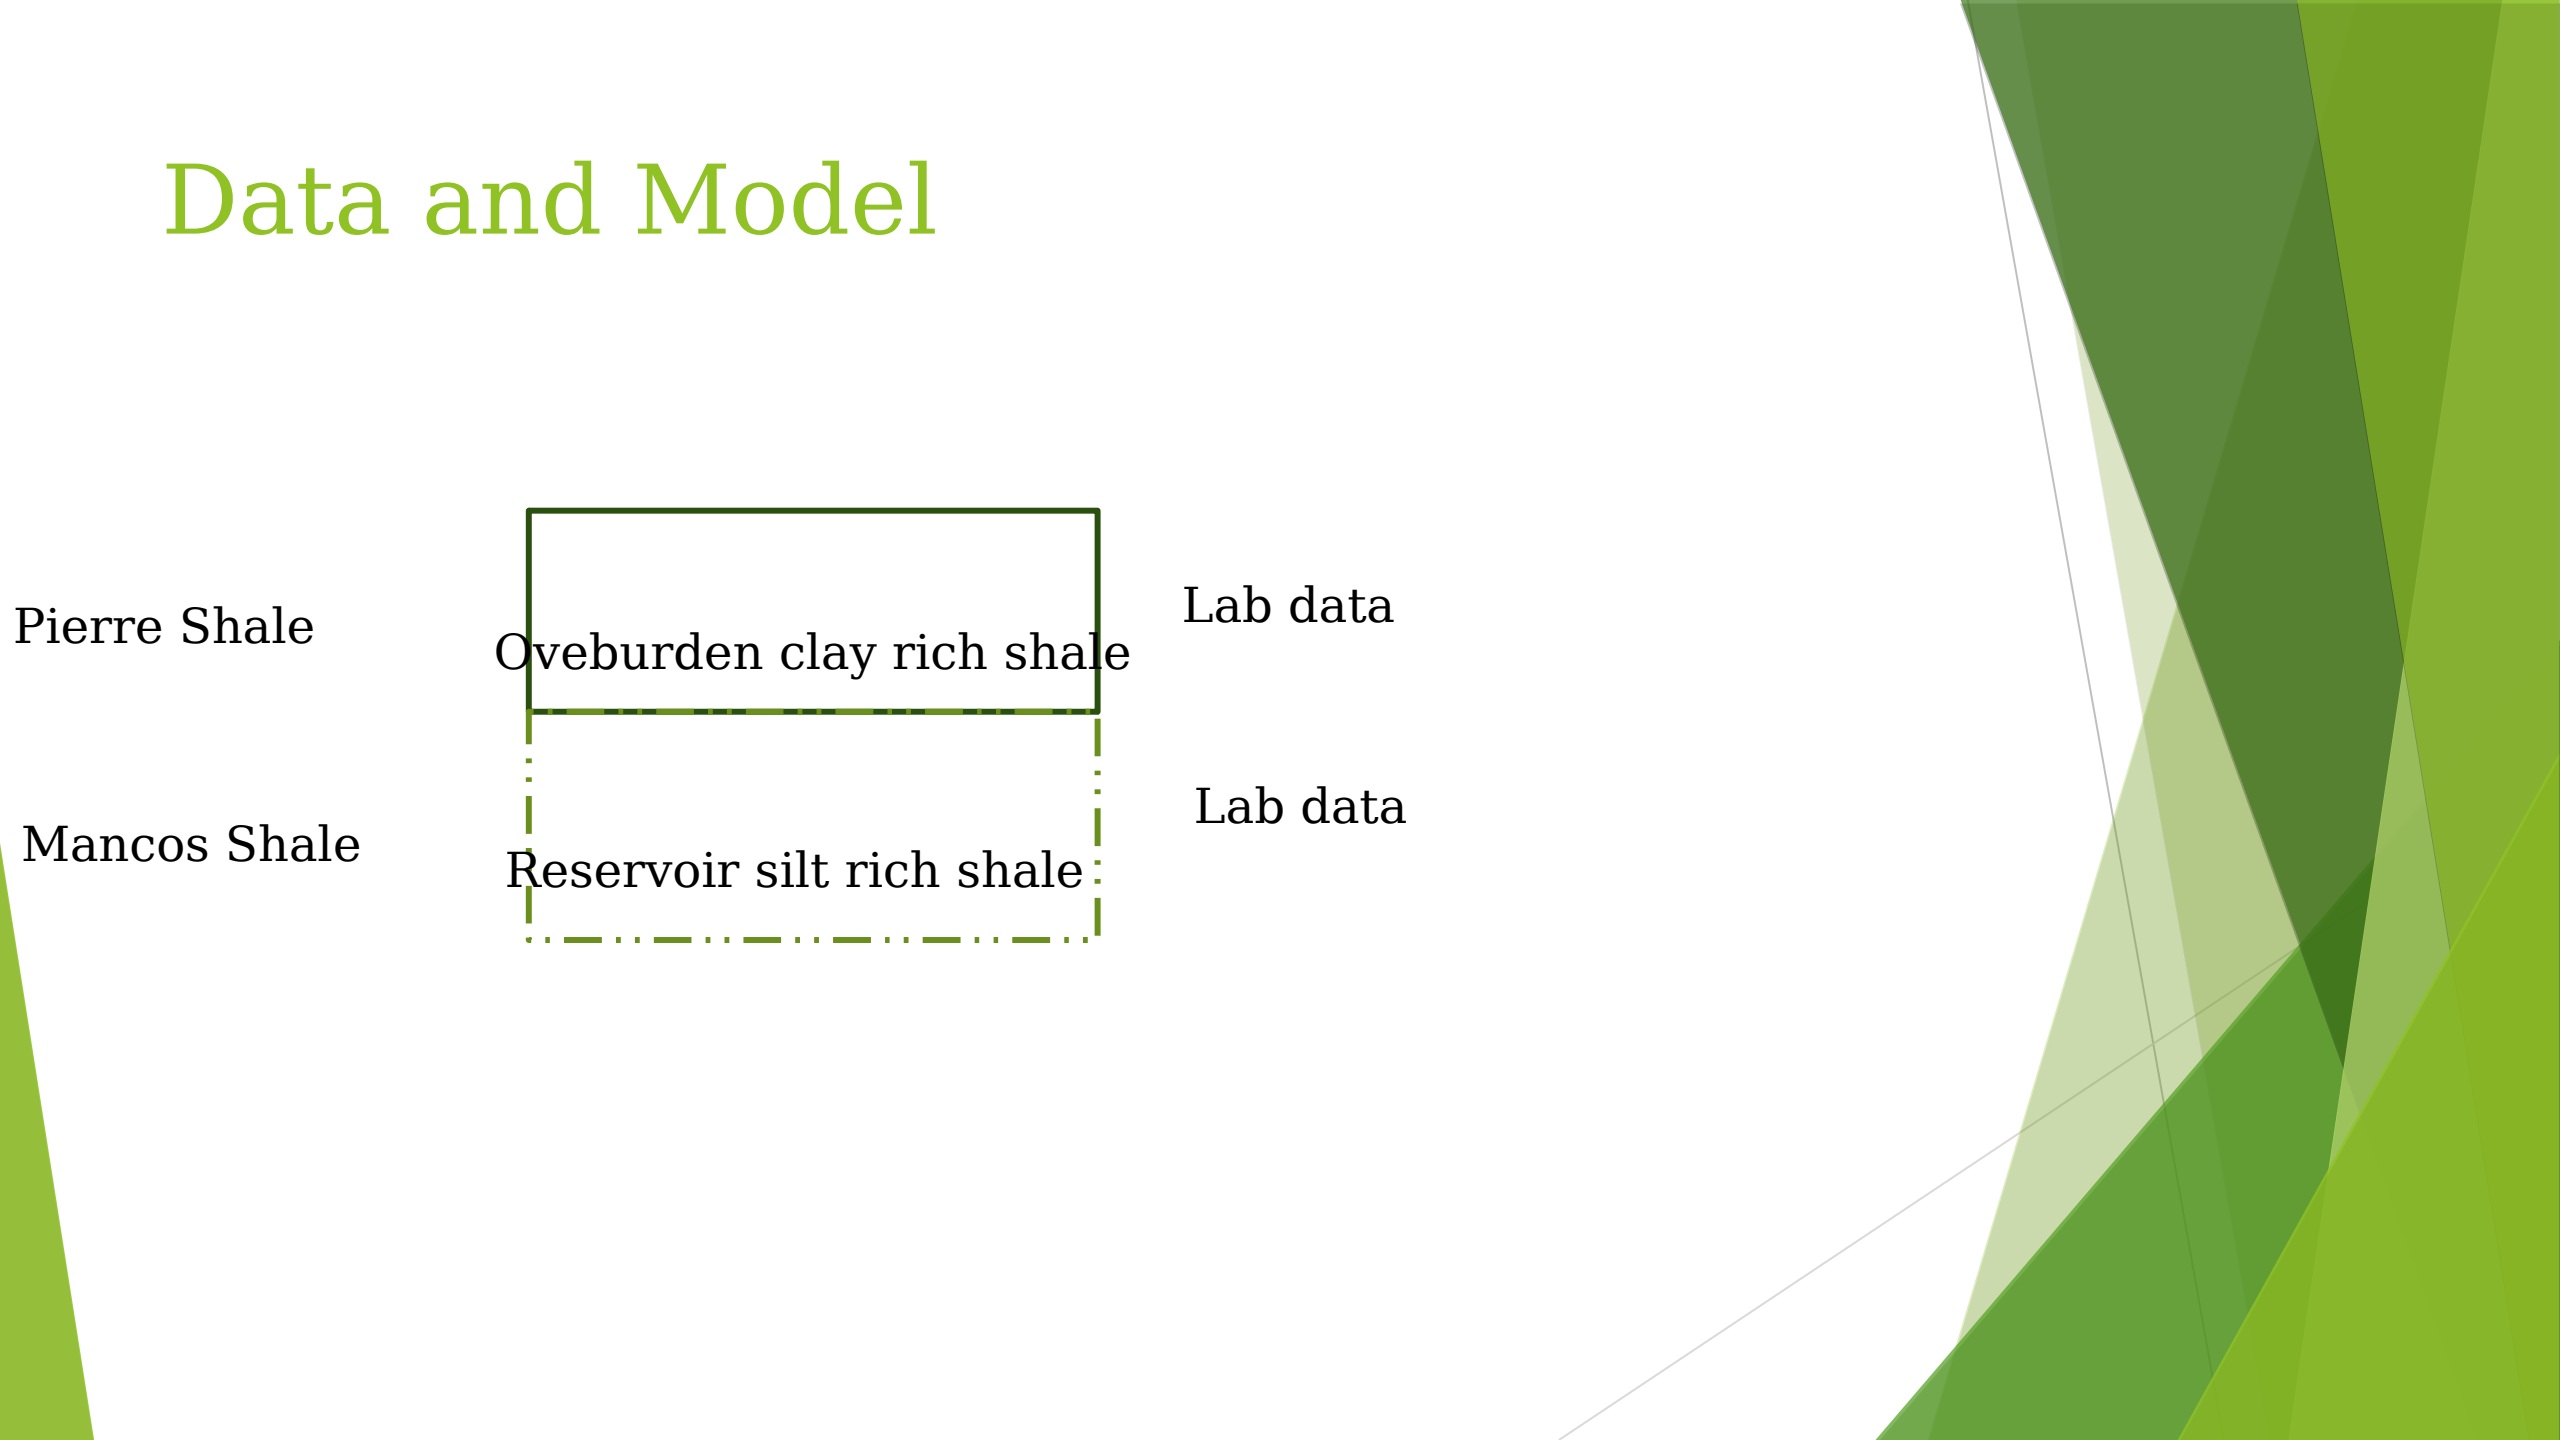 Data and Model
Pierre Shale
Oveburden clay rich shale
Lab data
Mancos Shale
Reservoir silt rich shale
Lab data